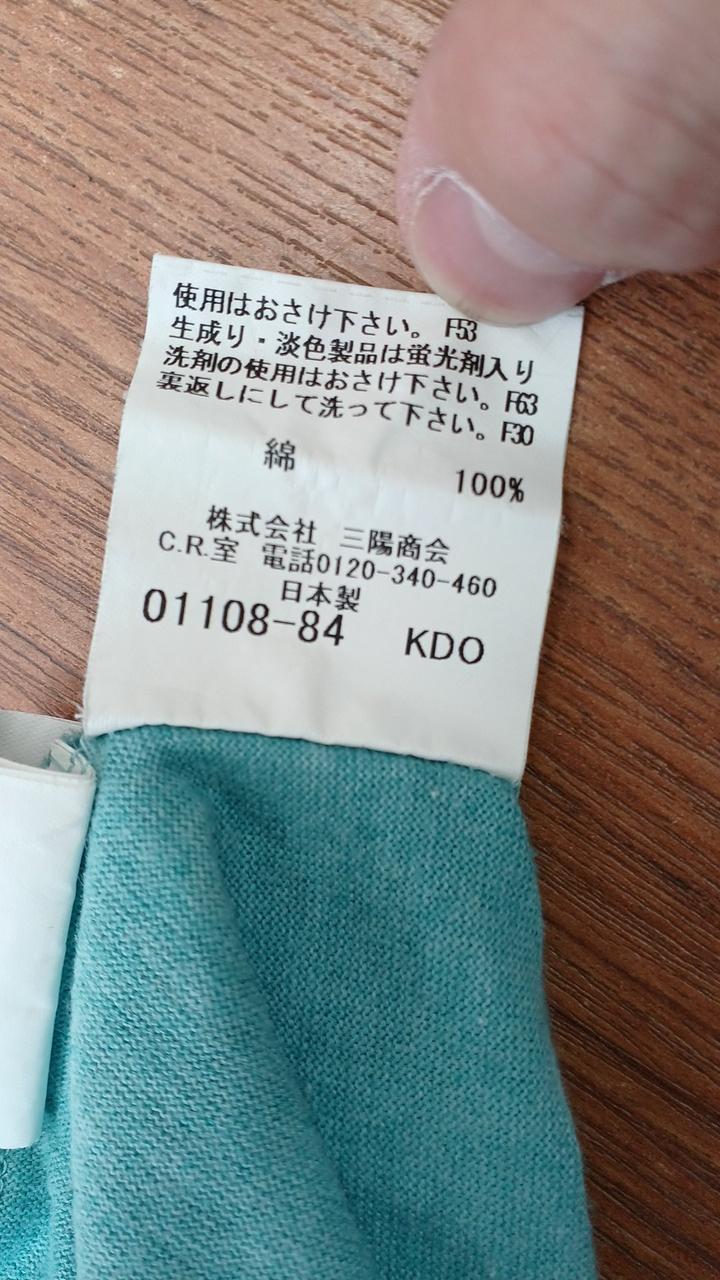 使用はおさけ下さい。 F53
生成り・淡色製品は蛍光剤入り
洗剤の使用はおさけ下さい。F63
裏返しにして洗って下さい。F30
綿 100%
株式会社 三陽商会
C.R.室 電話0120-340-460
日本製
01108-84 KDO